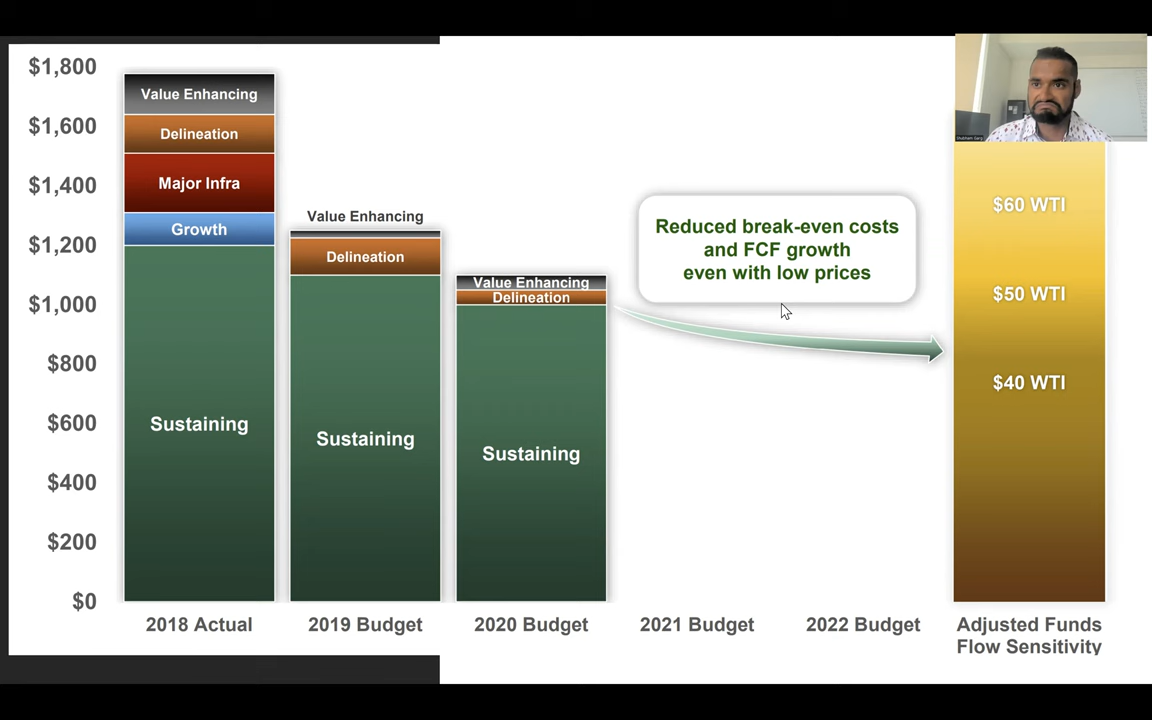 $1,800
$1,600
$1,400
$1,200
$1,000
$800
$600
$400
$200
$0
Value Enhancing
Delineation
Major Infra
Growth
Sustaining
Value Enhancing
Delineation
Sustaining
Value Enhancing
Delineation
Sustaining
Reduced break-even costs
and FCF growth
even with low prices
$60 WTI
$50 WTI
$40 WTI
2018 Actual
2019 Budget
2020 Budget
2021 Budget
2022 Budget
Adjusted Funds
Flow Sensitivity